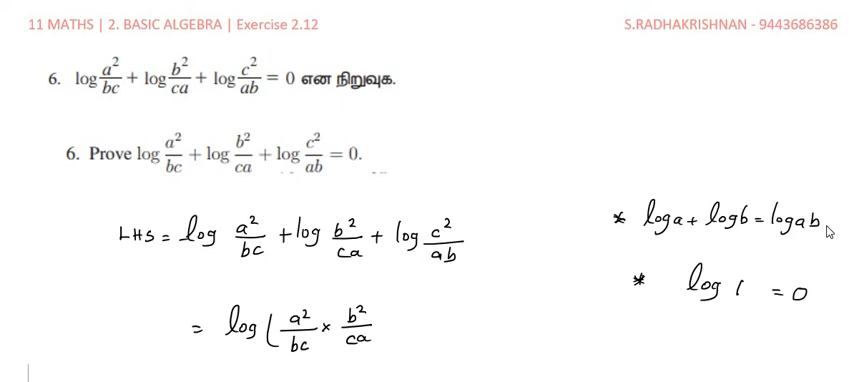 11 MATHS | 2. BASIC ALGEBRA | Exercise 2.12
S.RADHAKRISHNAN - 9443686386
6. log a²/bc + log b²/ca + log c²/ab = 0 என நிறுவுக.
6. Prove log a²/bc + log b²/ca + log c²/ab = 0.
LHS = log a²/bc + log b²/ca + log c²/ab
= log ( a²/bc × b²/ca
* log a + log b = log ab
* log 1 = 0